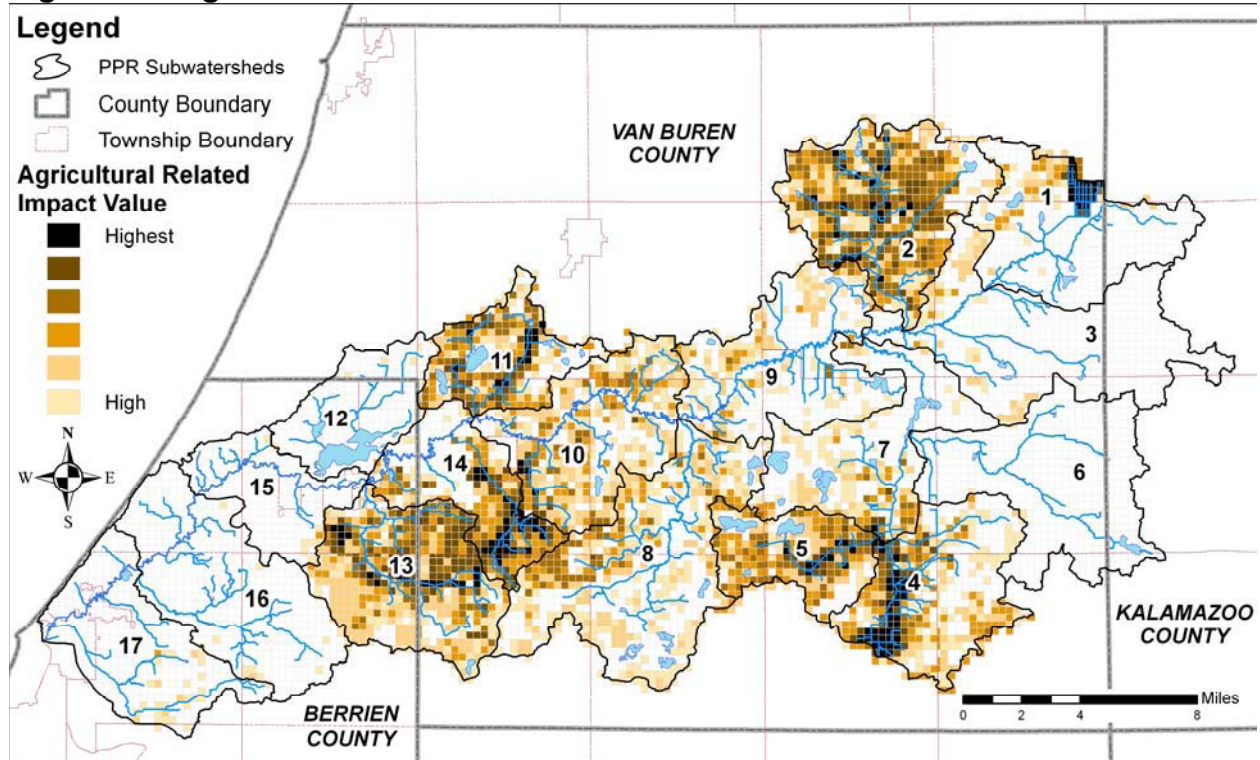 Legend
PPR Subwatersheds
County Boundary
Township Boundary
Agricultural Related
Impact Value
Highest
High
N
W
E
S
VAN BUREN
COUNTY
1
2
3
11
9
12
10
14
7
6
15
5
8
4
13
16
17
KALAMAZOO
COUNTY
BERRIEN
COUNTY
Miles
0 2 4 8